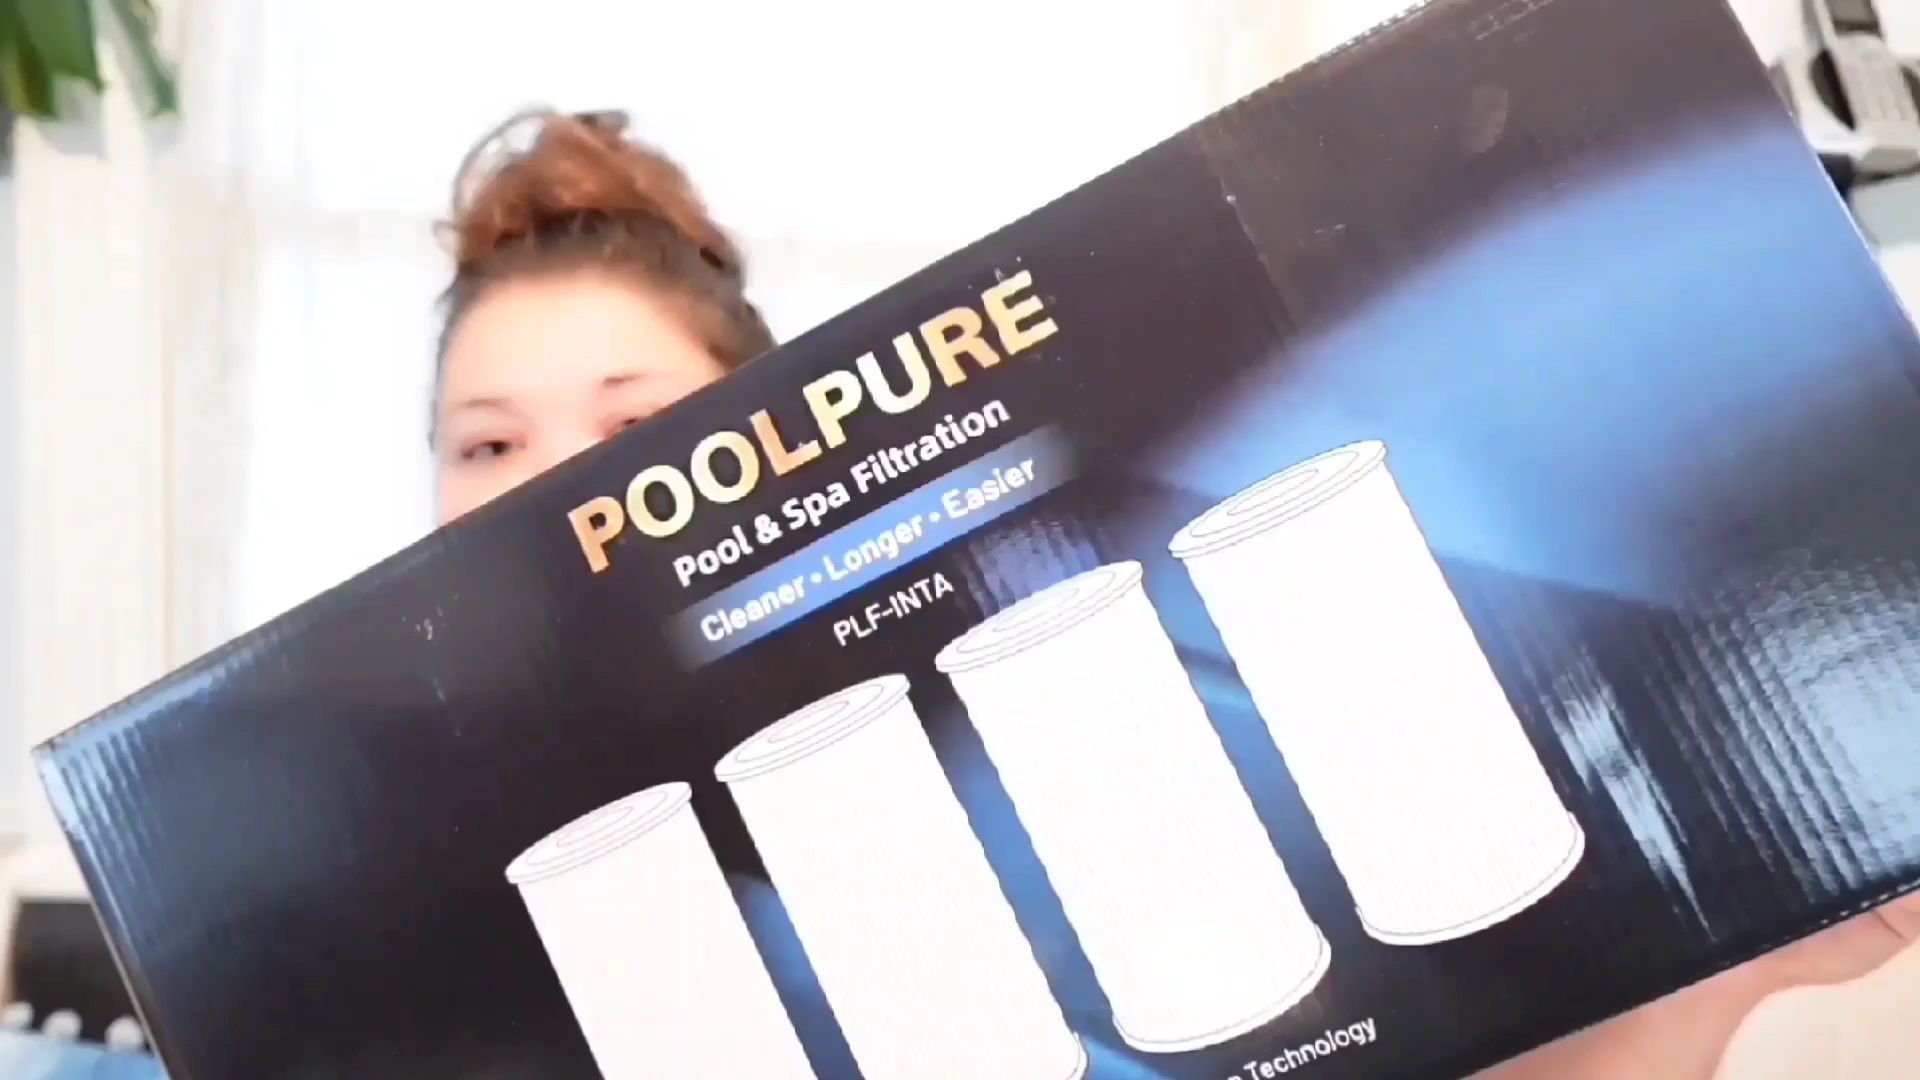 POOLPURE
Pool & Spa Filtration
Cleaner • Longer • Easier
PLF-INTA
Technology